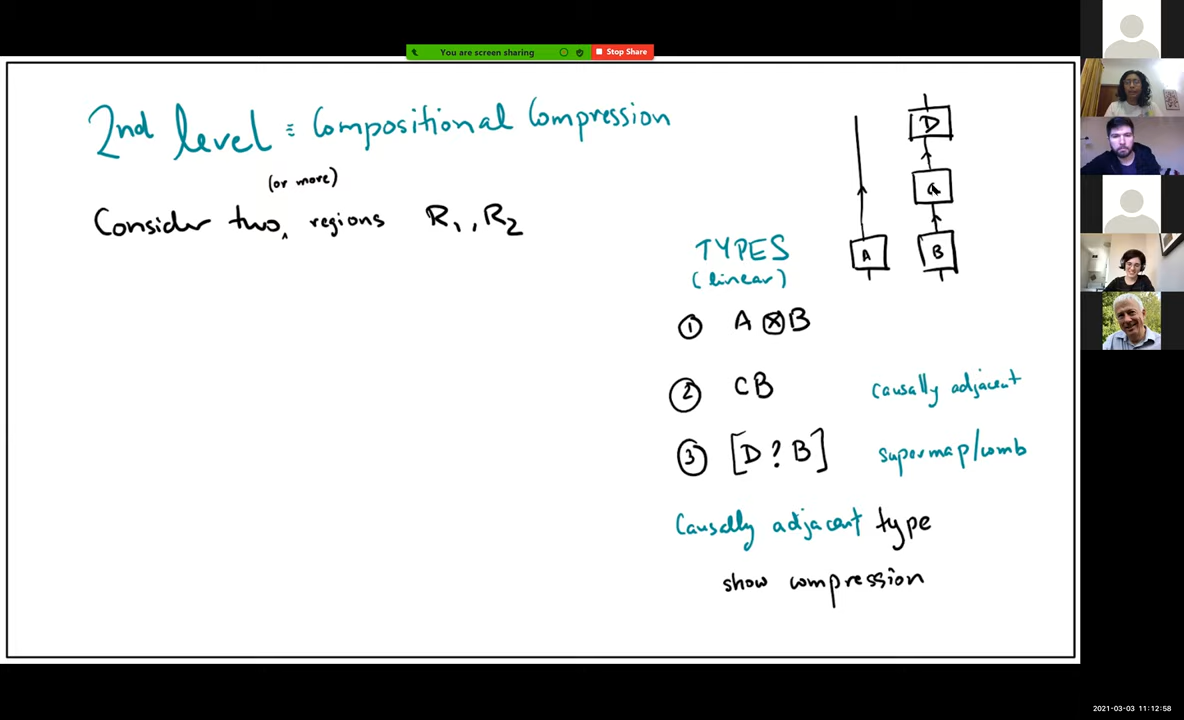 You are screen sharing
Stop Share
2nd level = Compositional Compression
(or more)
Consider two regions R1, R2
TYPES
(linear)
① A ⊗ B
② CB causally adjacent
③ [D ? B] supermap/comb
Causally adjacent type
show compression
D
B
A
2021-03-03 11:12:58